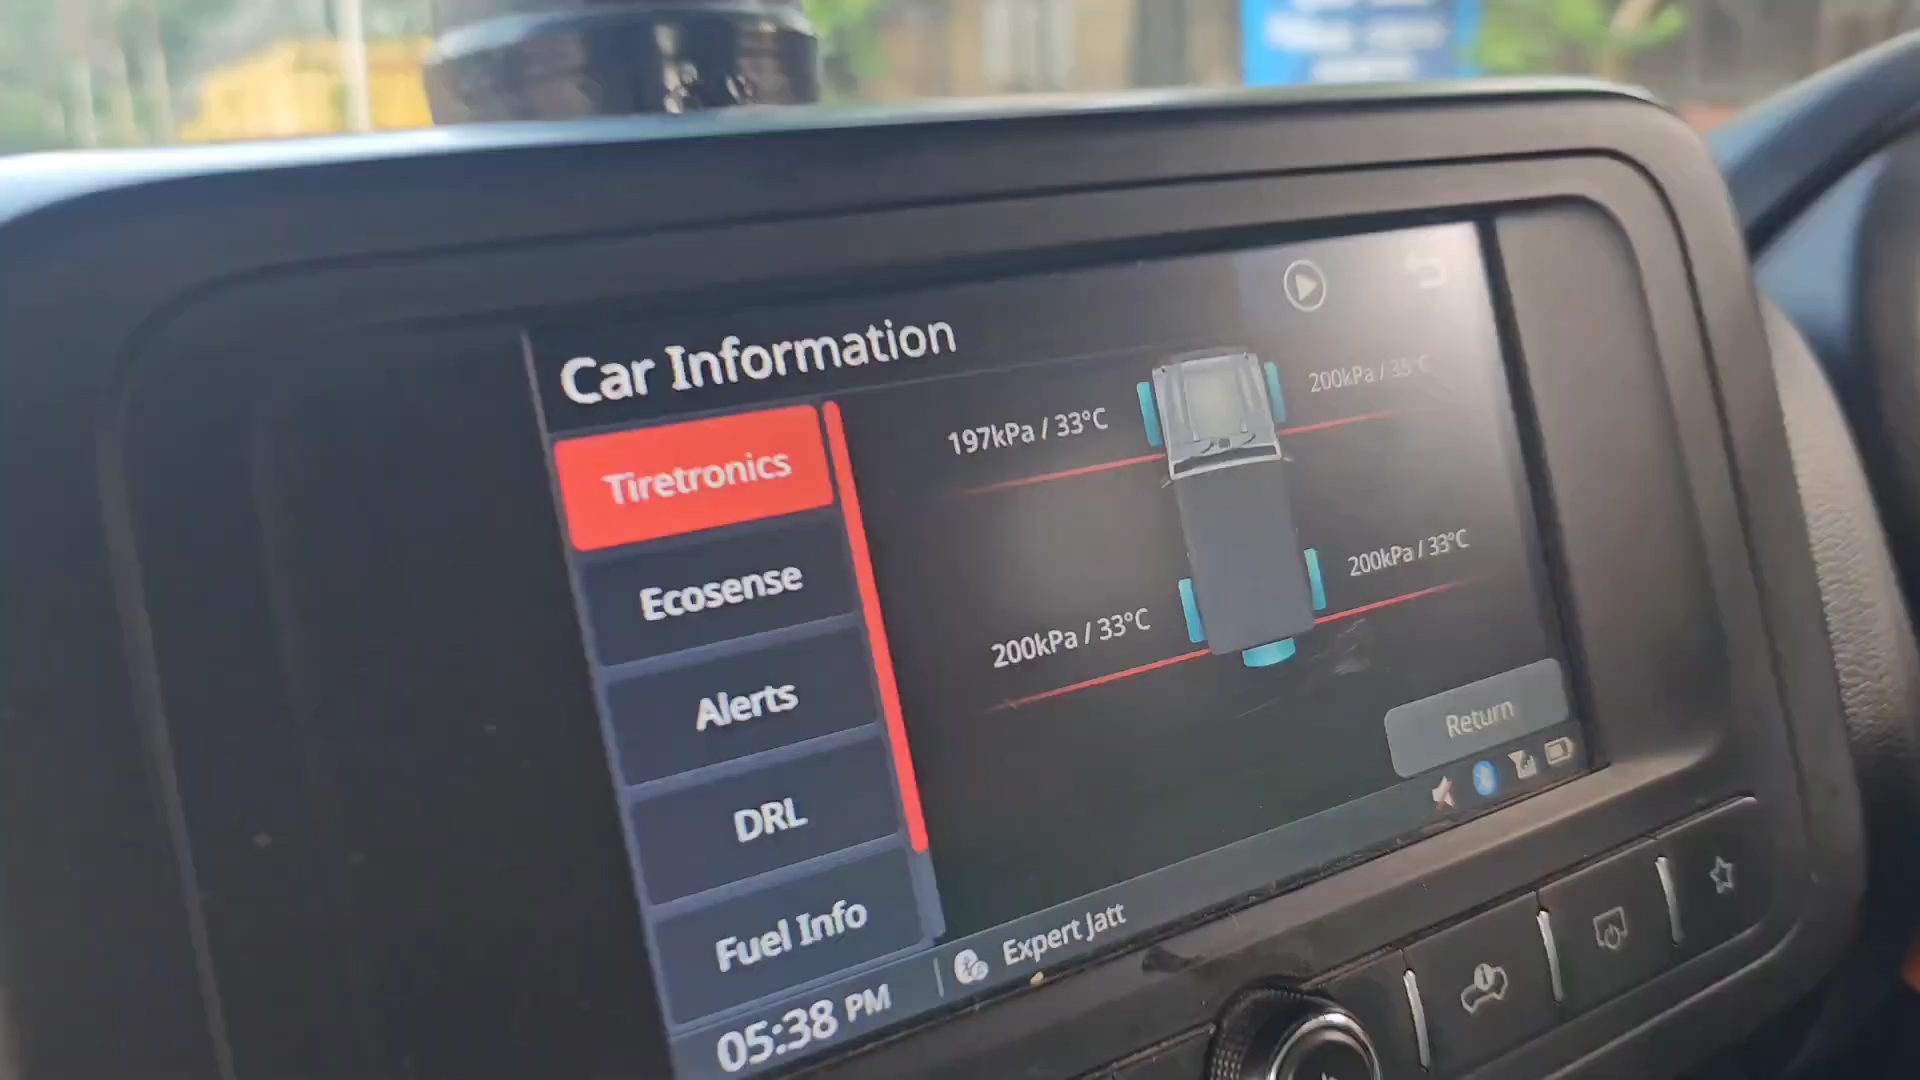 Car Information
Tiretronics
Ecosense
Alerts
DRL
Fuel Info
197kPa / 33°C
200kPa / 35°C
200kPa / 33°C
200kPa / 33°C
Return
05:38 PM
Expert Jatt